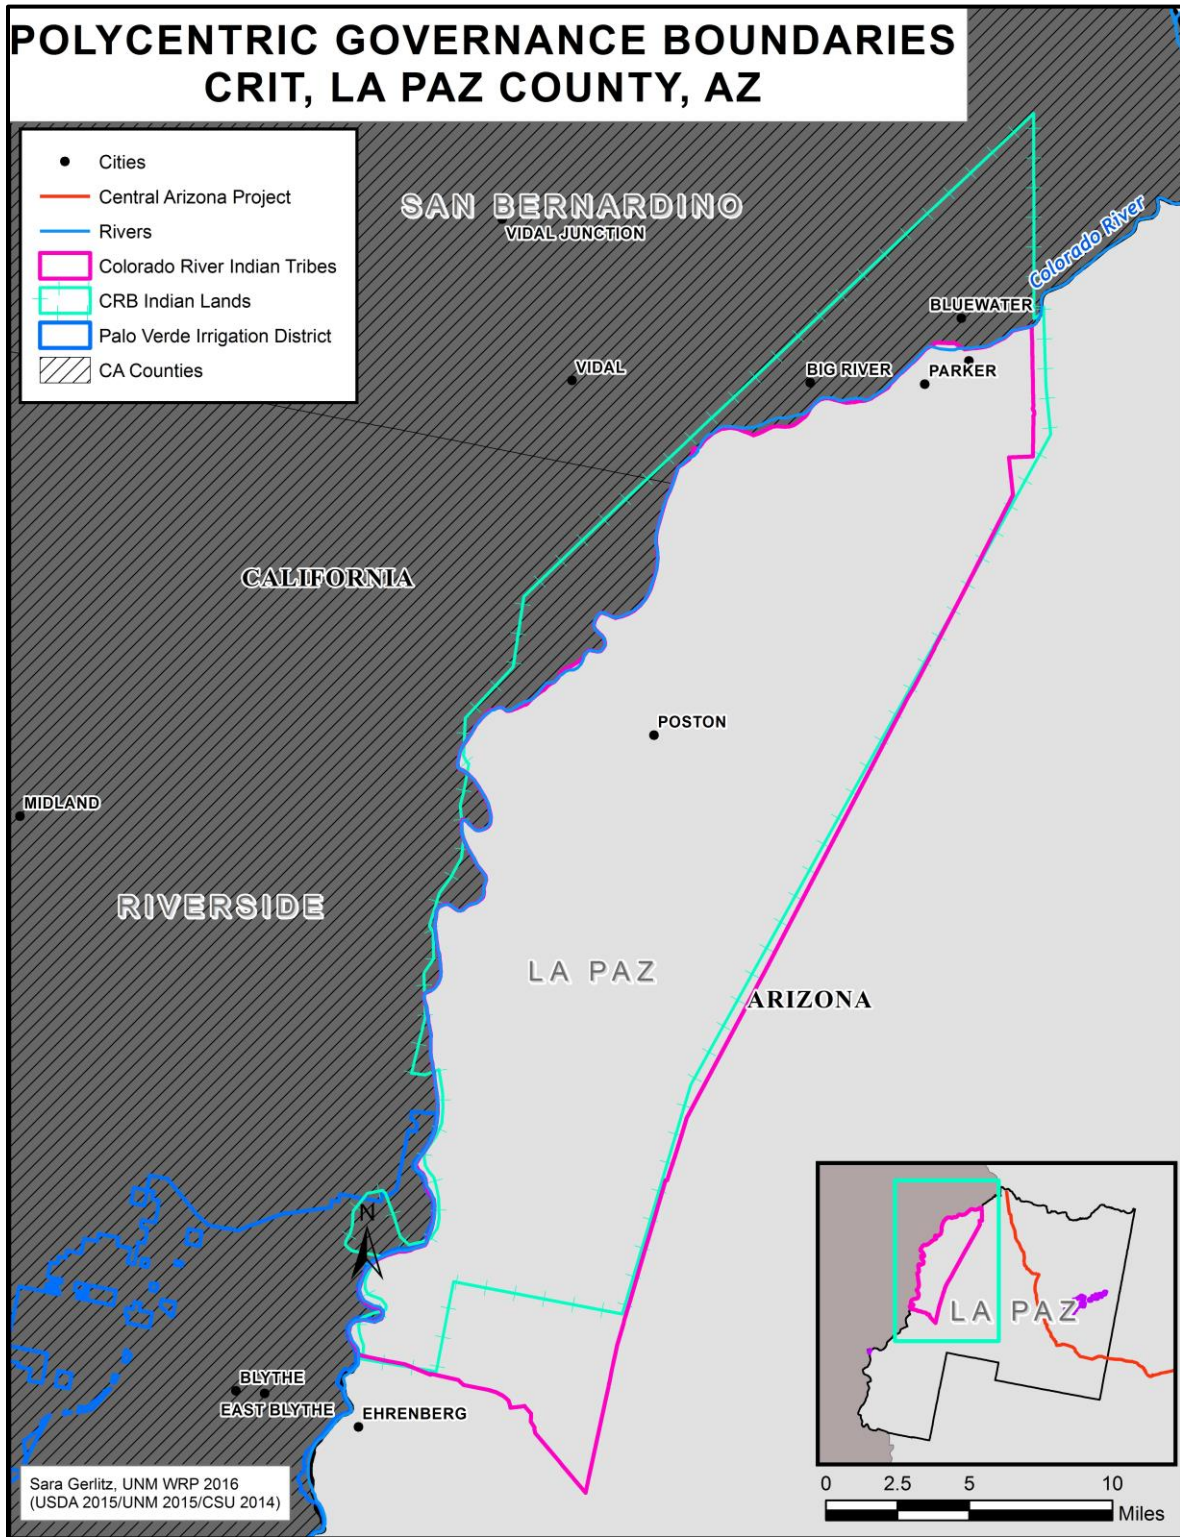 POLYCENTRIC GOVERNANCE BOUNDARIES
CRIT, LA PAZ COUNTY, AZ
Cities
Central Arizona Project
Rivers
Colorado River Indian Tribes
CRB Indian Lands
Palo Verde Irrigation District
CA Counties
SAN BERNARDINO
VIDAL JUNCTION
Colorado River
BLUEWATER
VIDAL
BIG RIVER
PARKER
CALIFORNIA
POSTON
MIDLAND
RIVERSIDE
LA PAZ
ARIZONA
N
LA PAZ
BLYTHE
EAST BLYTHE
EHRENBERG
Sara Gerlitz, UNM WRP 2016
(USDA 2015/UNM 2015/CSU 2014)
0 2.5 5 10
Miles